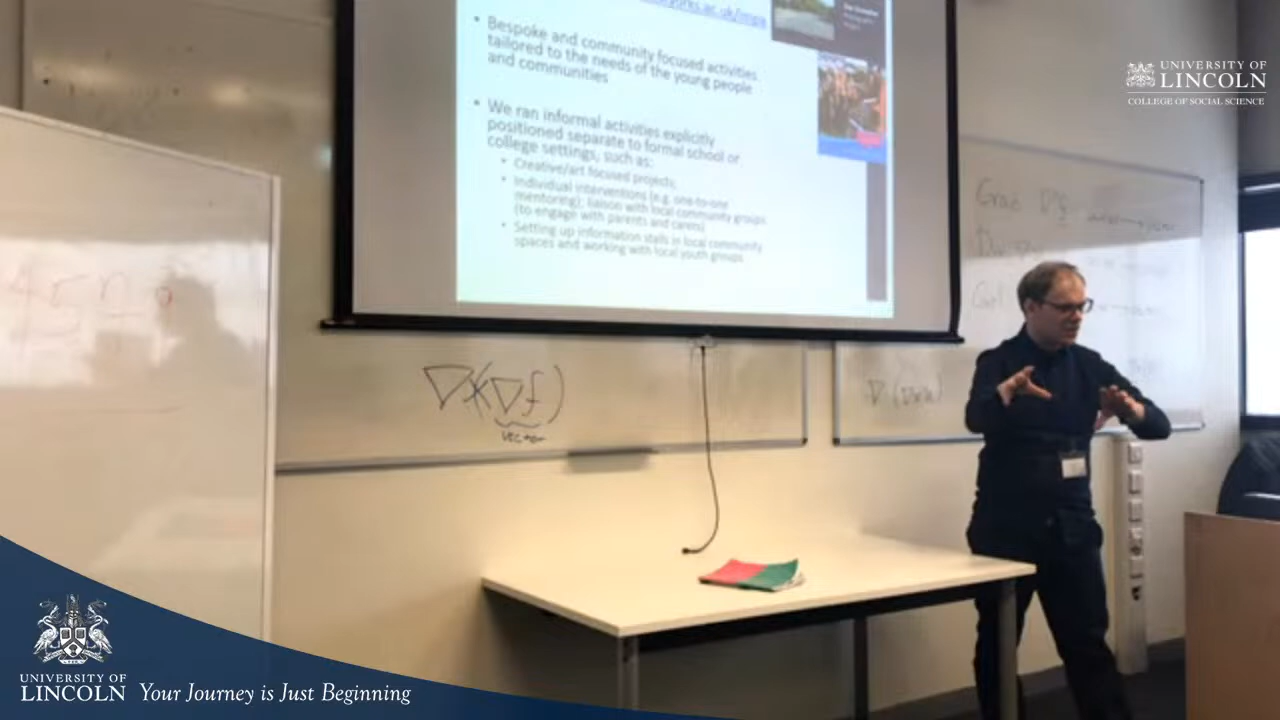 • Bespoke and community focused activities
tailored to the needs of the young people
and communities
• We ran informal activities explicitly
positioned separate to formal school or
college settings, such as:
• Creative/art focused projects;
• Individual interventions (e.g. one-to-one
mentoring); liaison with local community groups
(to engage with parents and carers)
• Setting up information stalls in local community
spaces and working with local youth groups
UNIVERSITY OF
LINCOLN
COLLEGE OF SOCIAL SCIENCE
Grad
∇×(∇f)
vector
UNIVERSITY OF
LINCOLN Your Journey is Just Beginning